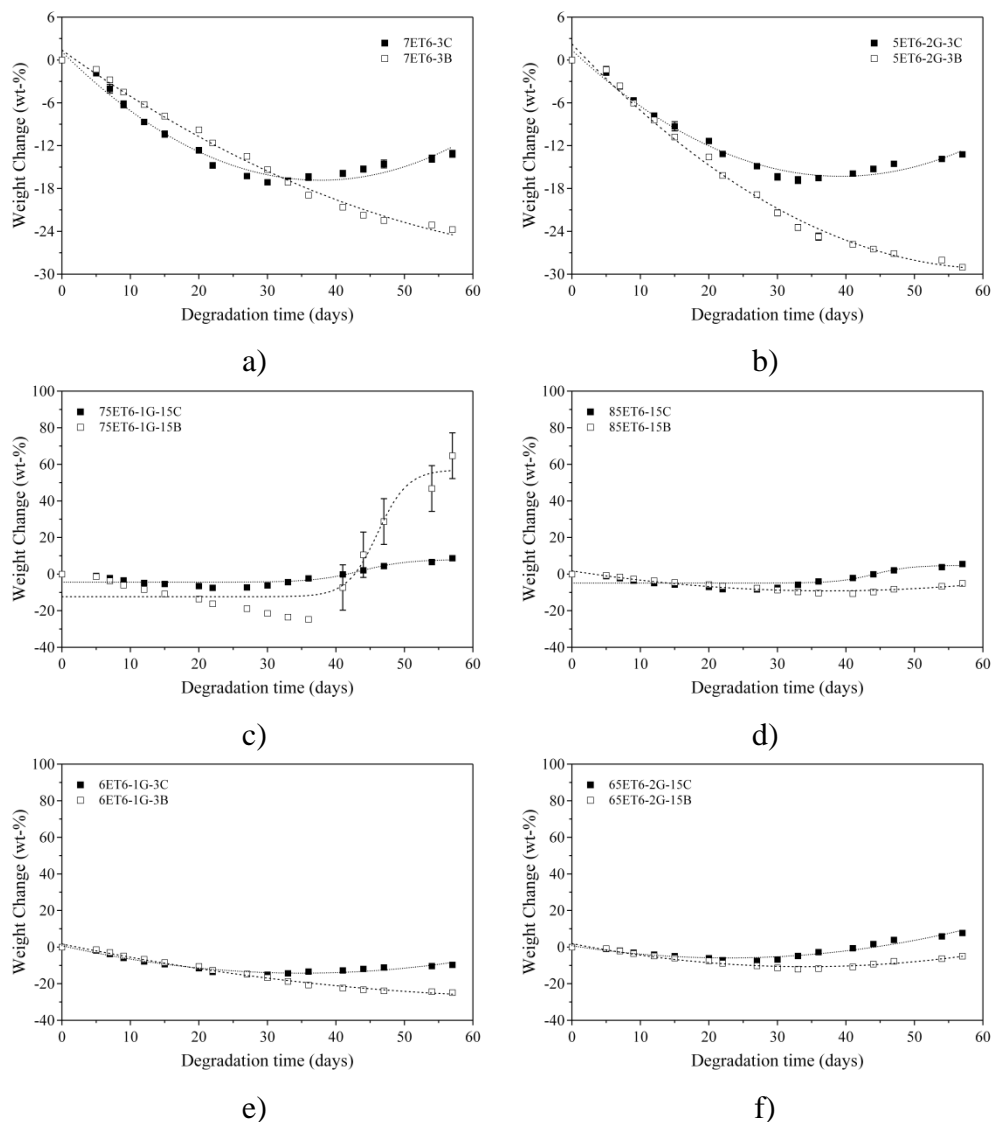 6
0
-6
-12
-18
-24
-30
Weight Change (wt-%)
7ET6-3C
7ET6-3B
0 10 20 30 40 50 60
Degradation time (days)
a)
6
0
-6
-12
-18
-24
-30
Weight Change (wt-%)
5ET6-2G-3C
5ET6-2G-3B
0 10 20 30 40 50 60
Degradation time (days)
b)
100
80
60
40
20
0
-20
-40
Weight Change (wt-%)
75ET6-1G-15C
75ET6-1G-15B
0 10 20 30 40 50 60
Degradation time (days)
c)
100
80
60
40
20
0
-20
-40
Weight Change (wt-%)
85ET6-15C
85ET6-15B
0 10 20 30 40 50 60
Degradation time (days)
d)
100
80
60
40
20
0
-20
-40
Weight Change (wt-%)
6ET6-1G-3C
6ET6-1G-3B
0 10 20 30 40 50 60
Degradation time (days)
e)
100
80
60
40
20
0
-20
-40
Weight Change (wt-%)
65ET6-2G-15C
65ET6-2G-15B
0 10 20 30 40 50 60
Degradation time (days)
f)